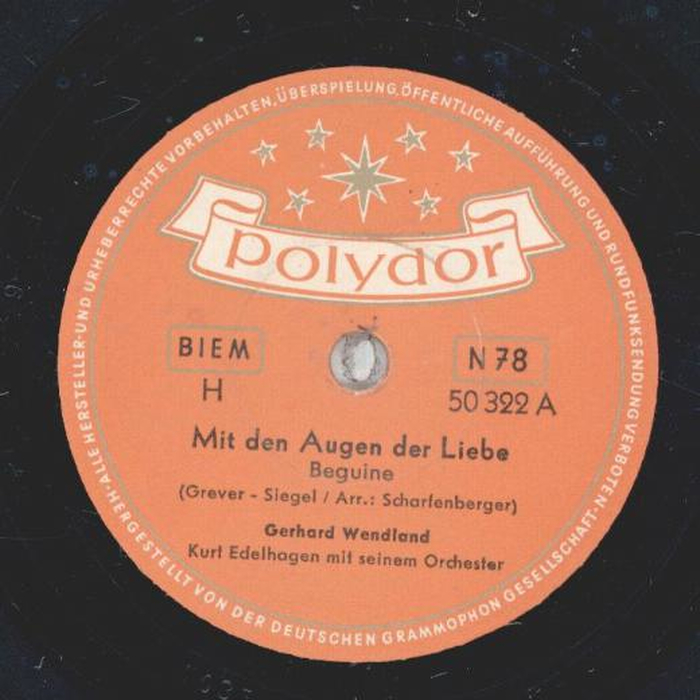 ALLE HERSTELLER- UND URHEBERRECHTE VORBEHALTEN, ÜBERSPIELUNG, ÖFFENTLICHE AUFFÜHRUNG UND RUNDFUNKSENDUNG VERBOTEN
polydor
BIEM
N 78
H
50 322 A
Mit den Augen der Liebe
Beguine
(Grever - Siegel / Arr.: Scharfenberger)
Gerhard Wendland
Kurt Edelhagen mit seinem Orchester
HERGESTELLT VON DER DEUTSCHEN GRAMMOPHON GESELLSCHAFT